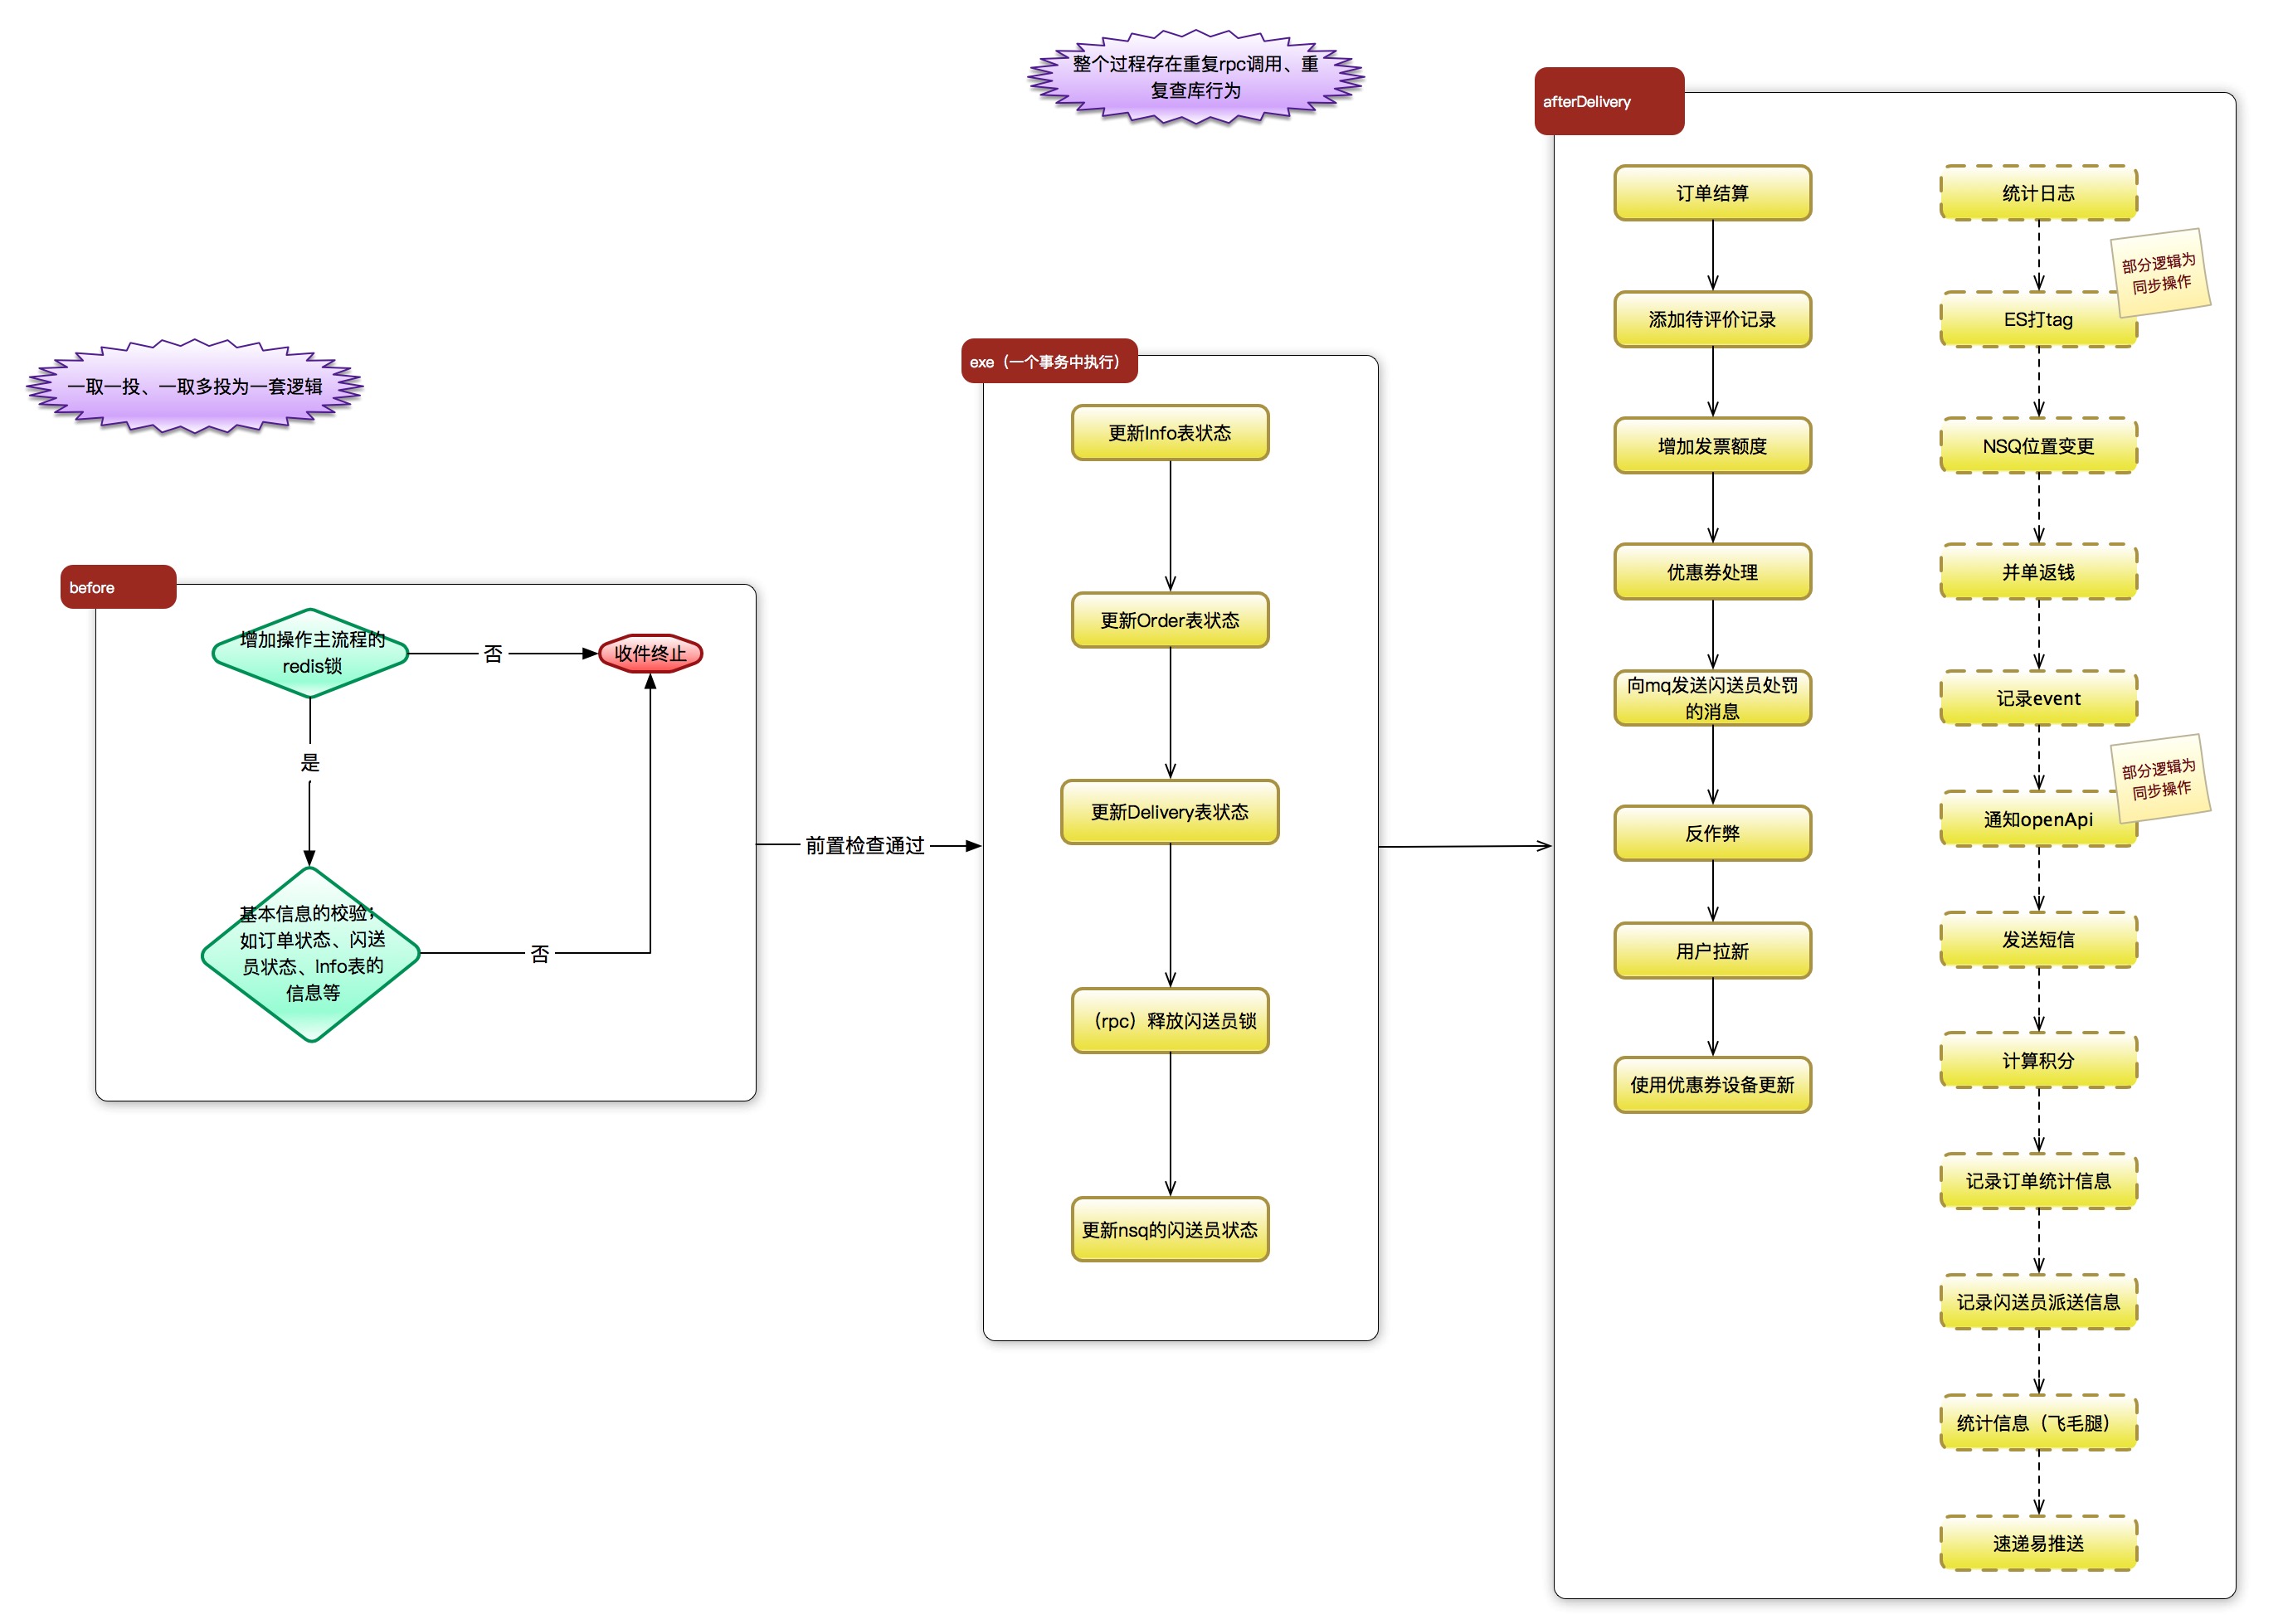 整个过程存在重复rpc调用、重
复查库行为
一取一投、一取多投为一套逻辑
before
增加操作主流程的
redis锁
否
收件终止
是
基本信息的校验；
如订单状态、闪送
员状态、Info表的
信息等
否
前置检查通过
exe（一个事务中执行）
更新Info表状态
更新Order表状态
更新Delivery表状态
（rpc）释放闪送员锁
更新nsq的闪送员状态
afterDelivery
订单结算
添加待评价记录
增加发票额度
优惠券处理
向mq发送闪送员处罚
的消息
反作弊
用户拉新
使用优惠券设备更新
统计日志
部分逻辑为
同步操作
ES打tag
NSQ位置变更
并单返钱
记录event
部分逻辑为
同步操作
通知openApi
发送短信
计算积分
记录订单统计信息
记录闪送员派送信息
统计信息（飞毛腿）
速递易推送